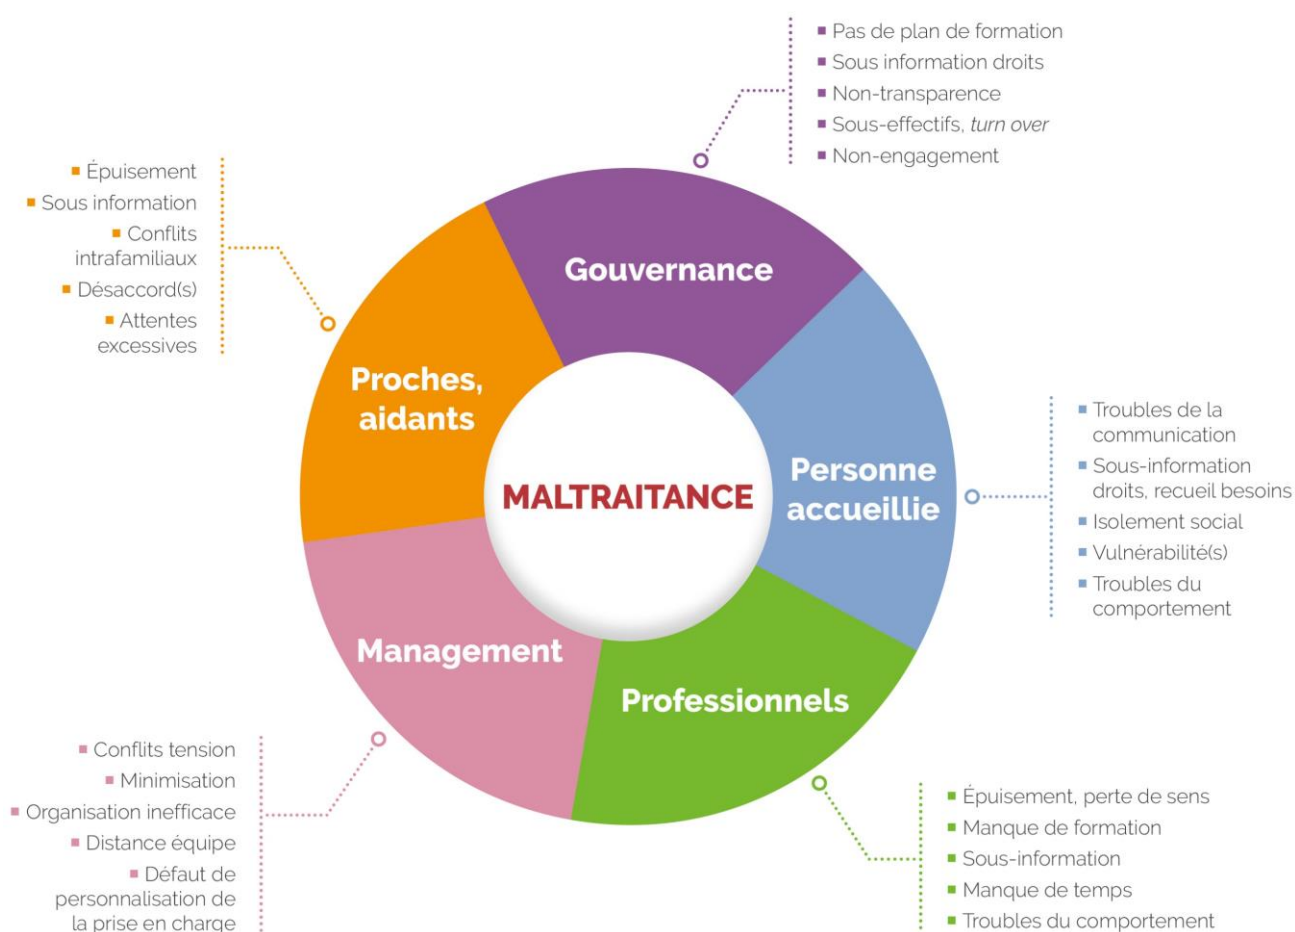 ■ Pas de plan de formation
■ Sous information droits
■ Non-transparence
■ Sous-effectifs, turn over
■ Non-engagement
■ Épuisement
■ Sous information
■ Conflits
intrafamiliaux
■ Désaccord(s)
■ Attentes
excessives
Gouvernance
Proches,
aidants
MALTRAITANCE
Personne
accueillie
■ Troubles de la
communication
■ Sous-information
droits, recueil besoins
■ Isolement social
■ Vulnérabilité(s)
■ Troubles du
comportement
Management
Professionnels
■ Conflits tension
■ Minimisation
■ Organisation inefficace
■ Distance équipe
■ Défaut de
personnalisation de
la prise en charge
■ Épuisement, perte de sens
■ Manque de formation
■ Sous-information
■ Manque de temps
■ Troubles du comportement